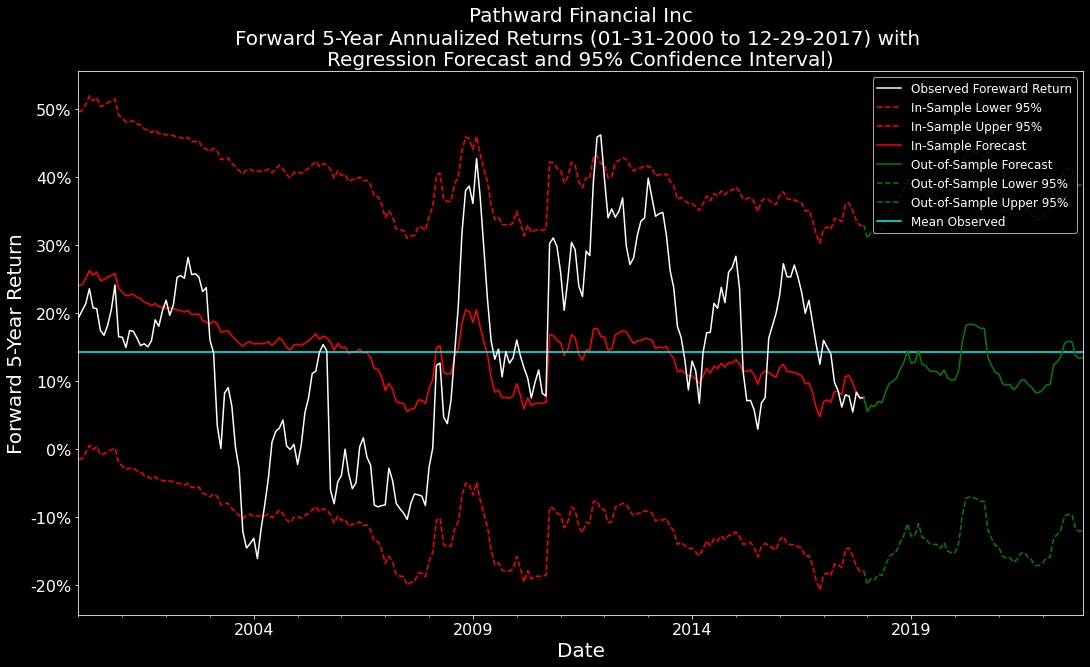 Pathward Financial Inc
Forward 5-Year Annualized Returns (01-31-2000 to 12-29-2017) with
Regression Forecast and 95% Confidence Interval)
Observed Foreward Return
In-Sample Lower 95%
In-Sample Upper 95%
In-Sample Forecast
Out-of-Sample Forecast
Out-of-Sample Lower 95%
Out-of-Sample Upper 95%
Mean Observed
Forward 5-Year Return
50%
40%
30%
20%
10%
0%
-10%
-20%
2004
2009
2014
2019
Date